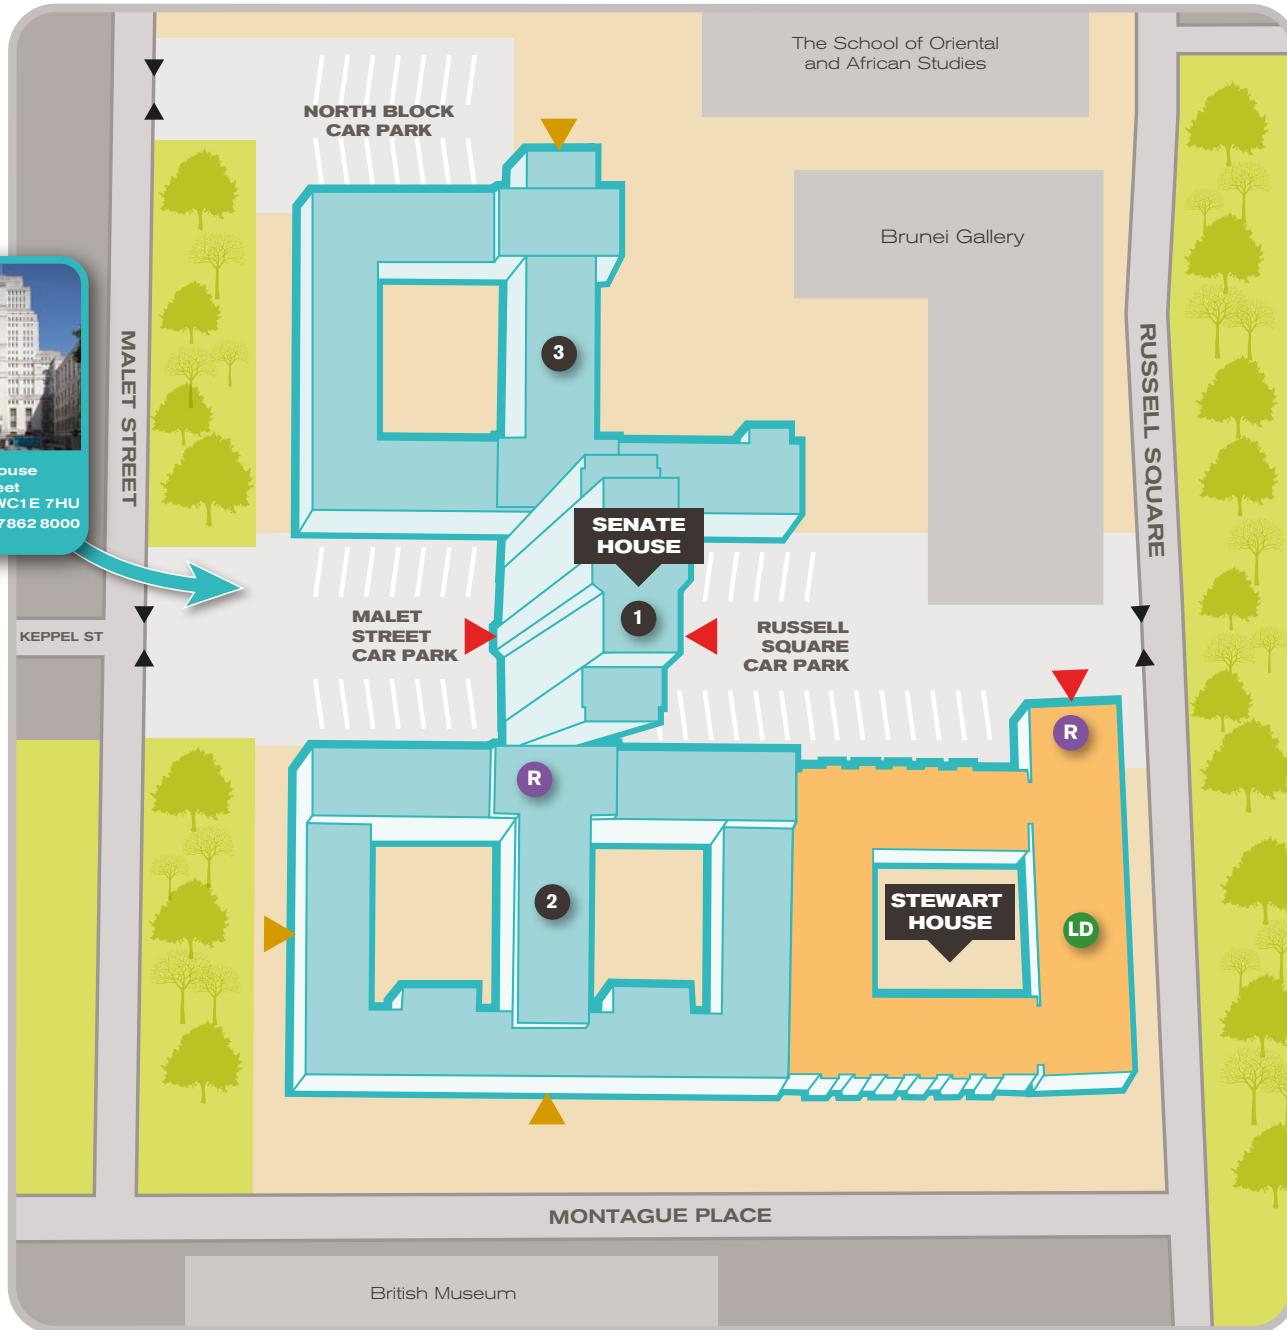 The School of Oriental
and African Studies
NORTH BLOCK
CAR PARK
Brunei Gallery
MALET STREET
RUSSELL SQUARE
3
WC1E 7HU
7862 8000
SENATE
HOUSE
1
KEPPEL ST
MALET
STREET
CAR PARK
RUSSELL
SQUARE
CAR PARK
R
R
2
STEWART
HOUSE
LD
MONTAGUE PLACE
British Museum